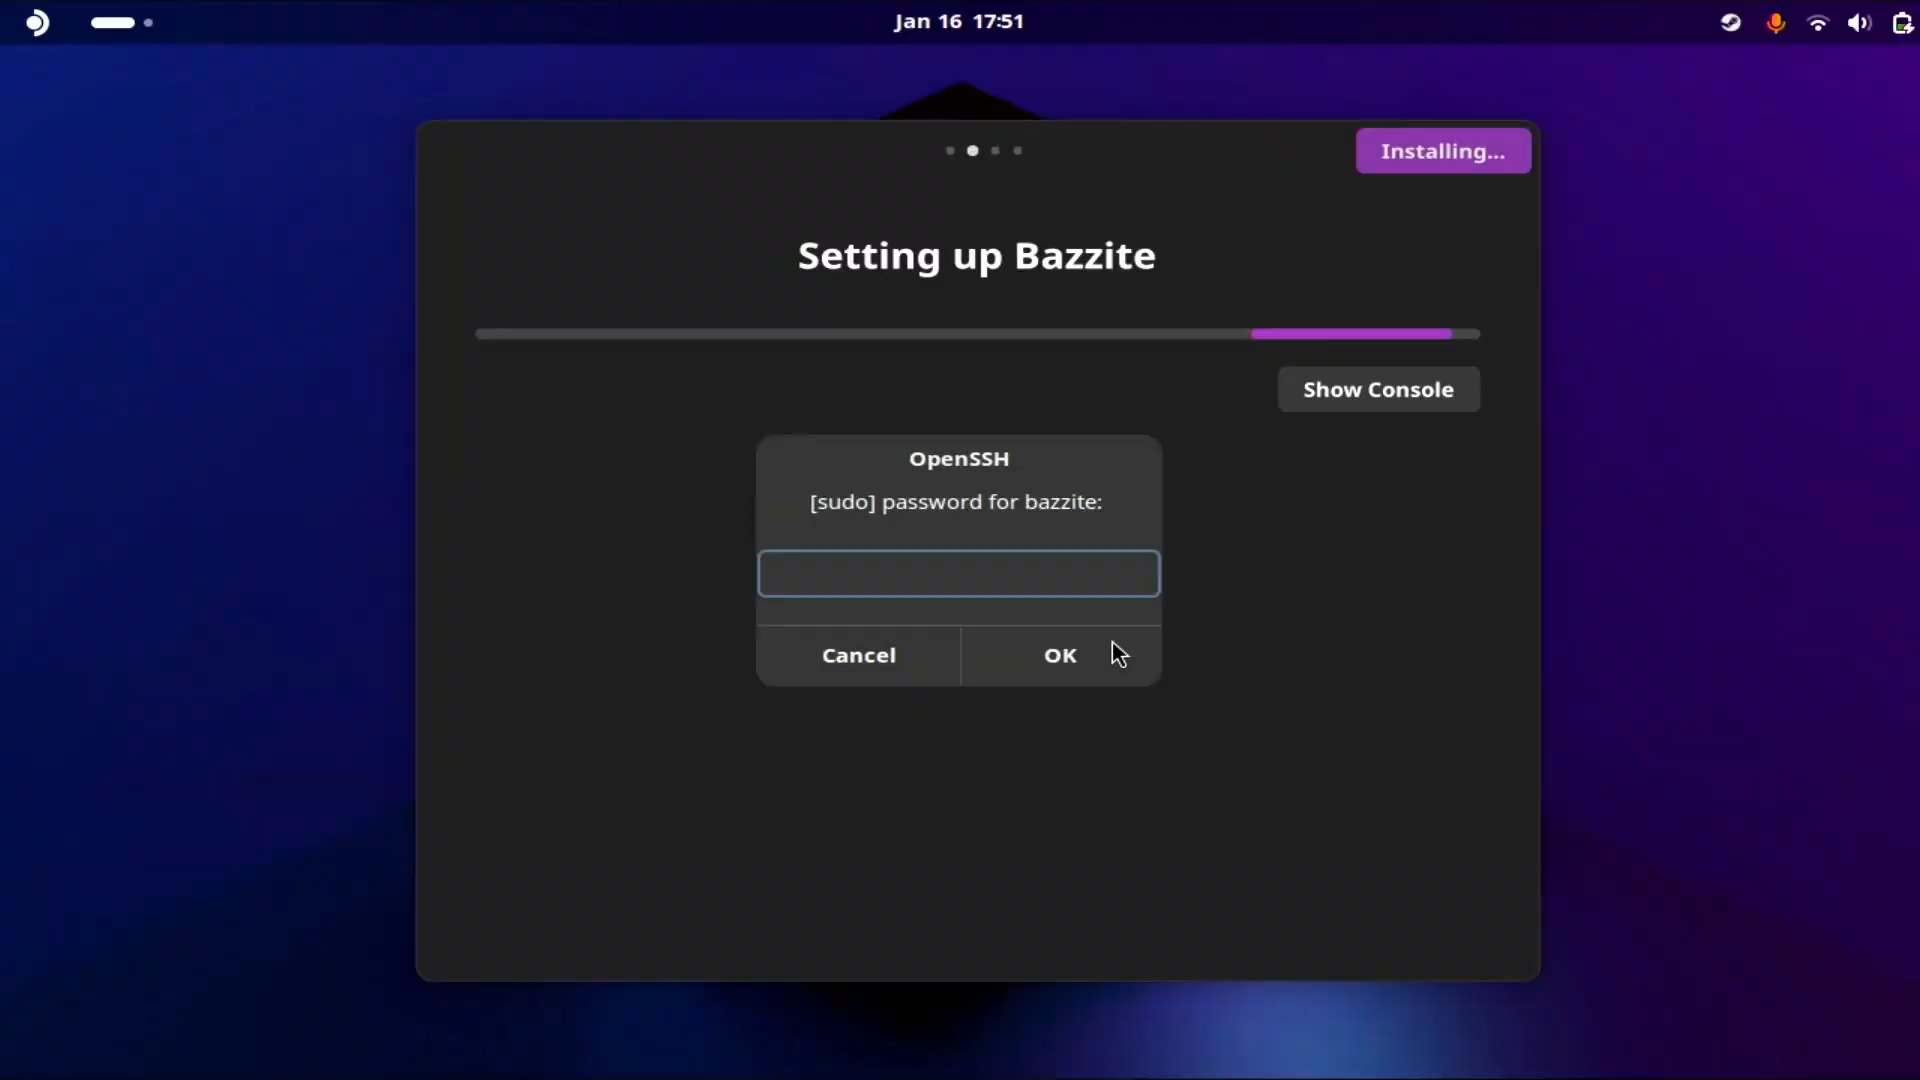 Jan 16 17:51
Installing...
Setting up Bazzite
Show Console
OpenSSH
[sudo] password for bazzite:
Cancel
OK